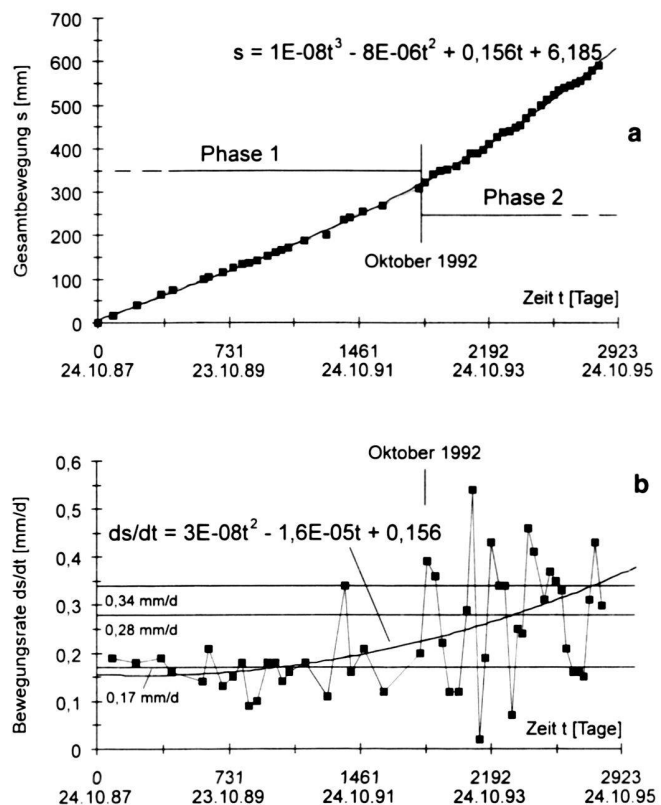 700
s = 1E-08t³ - 8E-06t² + 0,156t + 6,185
600
500
a
400
Phase 1
300
Phase 2
200
Oktober 1992
100
Zeit t [Tage]
0
Gesamtbewegung s [mm]
0 731 1461 2192 2923
24.10.87 23.10.89 24.10.91 24.10.93 24.10.95
0,6
Oktober 1992
b
0,5
ds/dt = 3E-08t² - 1,6E-05t + 0,156
0,4
0,34 mm/d
0,3
0,28 mm/d
0,2
0,17 mm/d
0,1
Zeit t [Tage]
0
Bewegungsrate ds/dt [mm/d]
0 731 1461 2192 2923
24.10.87 23.10.89 24.10.91 24.10.93 24.10.95